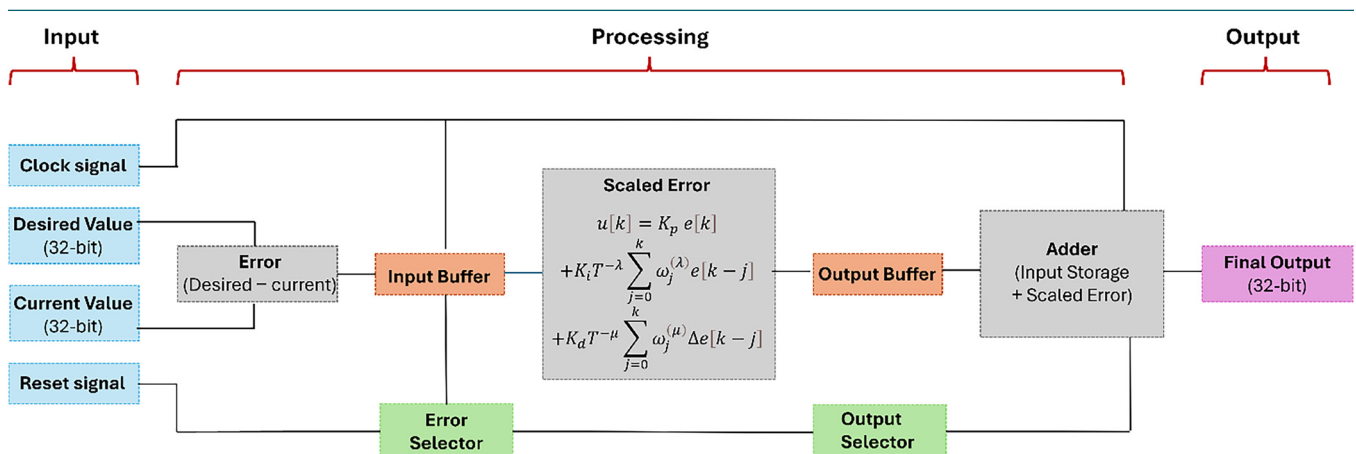 Input
Processing
Output
Clock signal
Desired Value
(32-bit)
Current Value
(32-bit)
Reset signal
Error
(Desired – current)
Input Buffer
Error
Selector
Scaled Error
u[k] = K_p e[k]
+K_i T^{-λ} ∑_{j=0}^{k} ω_j^{(λ)} e[k − j]
+K_d T^{-μ} ∑_{j=0}^{k} ω_j^{(μ)} Δe[k − j]
Output Buffer
Output
Selector
Adder
(Input Storage
+ Scaled Error)
Final Output
(32-bit)